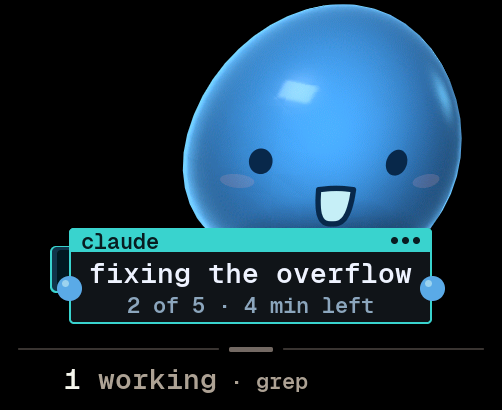 claude •••
fixing the overflow
2 of 5 · 4 min left
1 working · grep